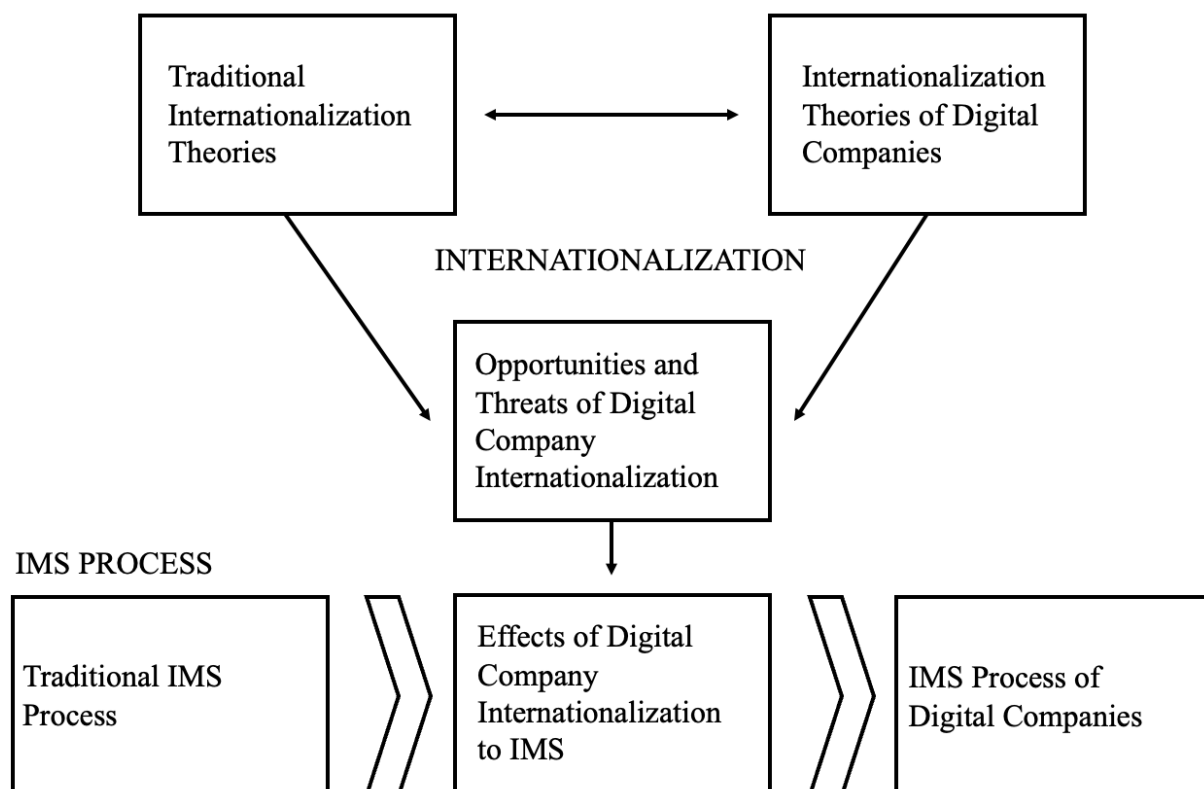 Traditional
Internationalization
Theories
Internationalization
Theories of Digital
Companies
INTERNATIONALIZATION
Opportunities and
Threats of Digital
Company
Internationalization
IMS PROCESS
Traditional IMS
Process
Effects of Digital
Company
Internationalization
to IMS
IMS Process of
Digital Companies